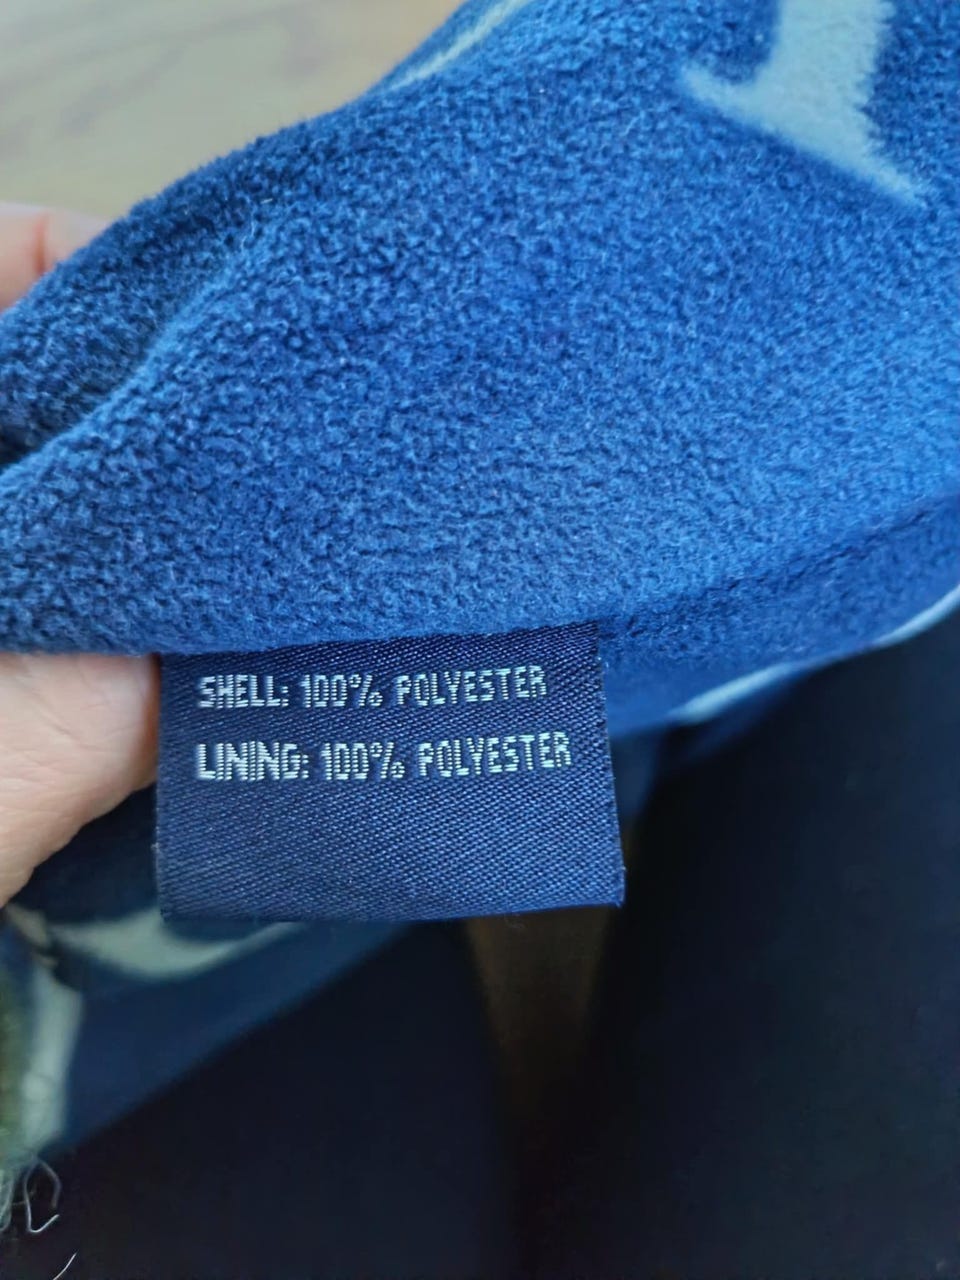 SHELL: 100% POLYESTER
LINING: 100% POLYESTER